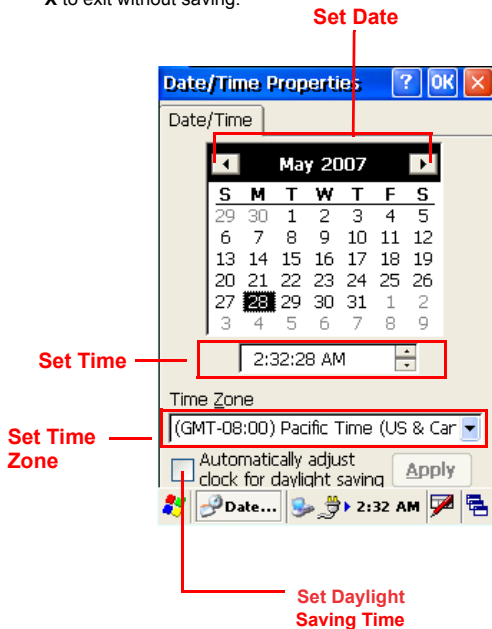 X to exit without saving.
Set Date
Date/Time Properties ? OK X
Date/Time
May 2007
S M T W T F S
29 30 1 2 3 4 5
6 7 8 9 10 11 12
13 14 15 16 17 18 19
20 21 22 23 24 25 26
27 28 29 30 31 1 2
3 4 5 6 7 8 9
Set Time
2:32:28 AM
Time Zone
Set Time
Zone
(GMT-08:00) Pacific Time (US & Car
Automatically adjust
clock for daylight saving
Apply
Date... 2:32 AM
Set Daylight
Saving Time